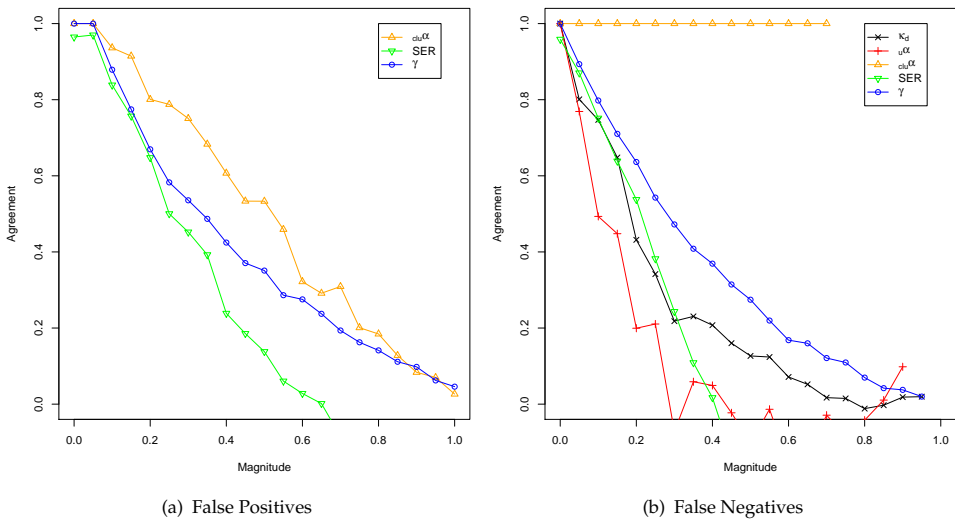 cluα
SER
γ
Agreement
1.0
0.8
0.6
0.4
0.2
0.0
0.0 0.2 0.4 0.6 0.8 1.0
Magnitude
(a) False Positives
κd
uα
cluα
SER
γ
Agreement
1.0
0.8
0.6
0.4
0.2
0.0
0.0 0.2 0.4 0.6 0.8 1.0
Magnitude
(b) False Negatives